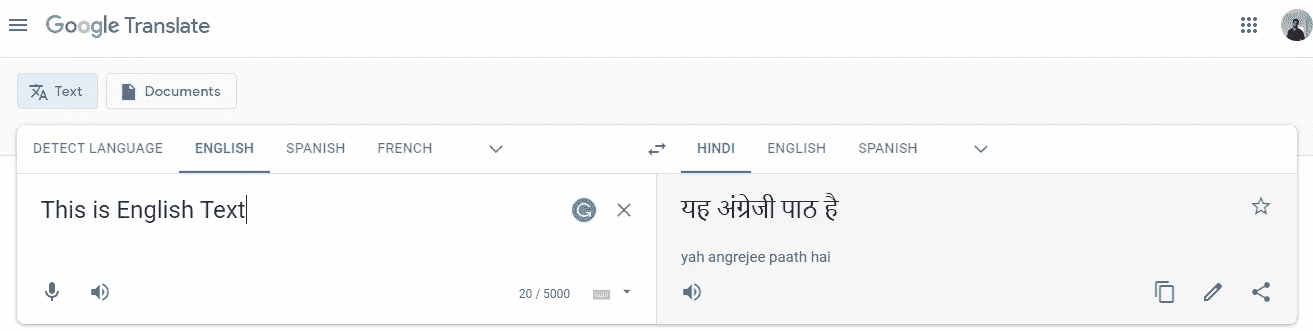 Google Translate
Text Documents
DETECT LANGUAGE ENGLISH SPANISH FRENCH HINDI ENGLISH SPANISH
This is English Text
यह अंग्रेजी पाठ है
yah angrejee paath hai
20 / 5000